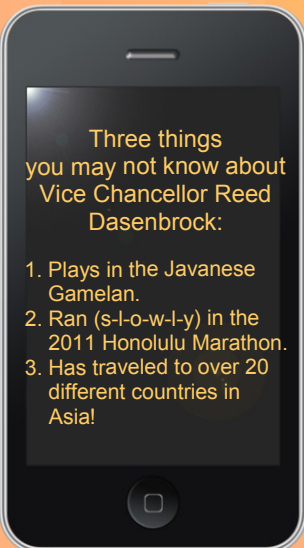 Three things
you may not know about
Vice Chancellor Reed
Dasenbrock:
1. Plays in the Javanese
Gamelan.
2. Ran (s-l-o-w-l-y) in the
2011 Honolulu Marathon.
3. Has traveled to over 20
different countries in
Asia!